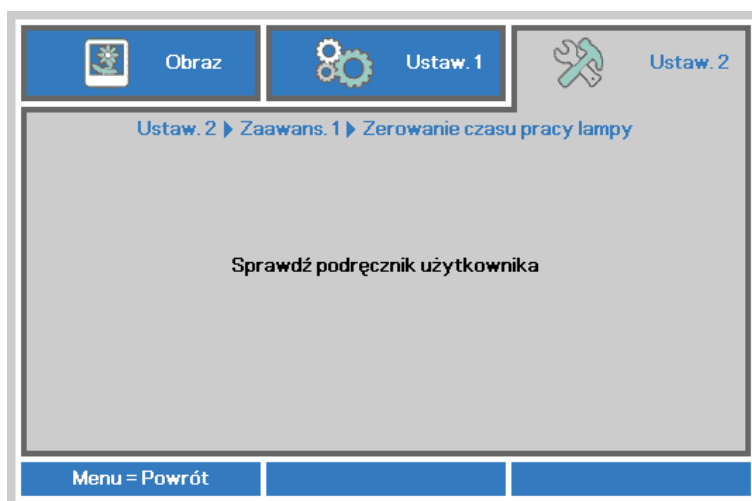 Obraz
Ustaw. 1
Ustaw. 2
Ustaw. 2 ▶ Zaawans. 1 ▶ Zerowanie czasu pracy lampy
Sprawdź podręcznik użytkownika
Menu = Powrót